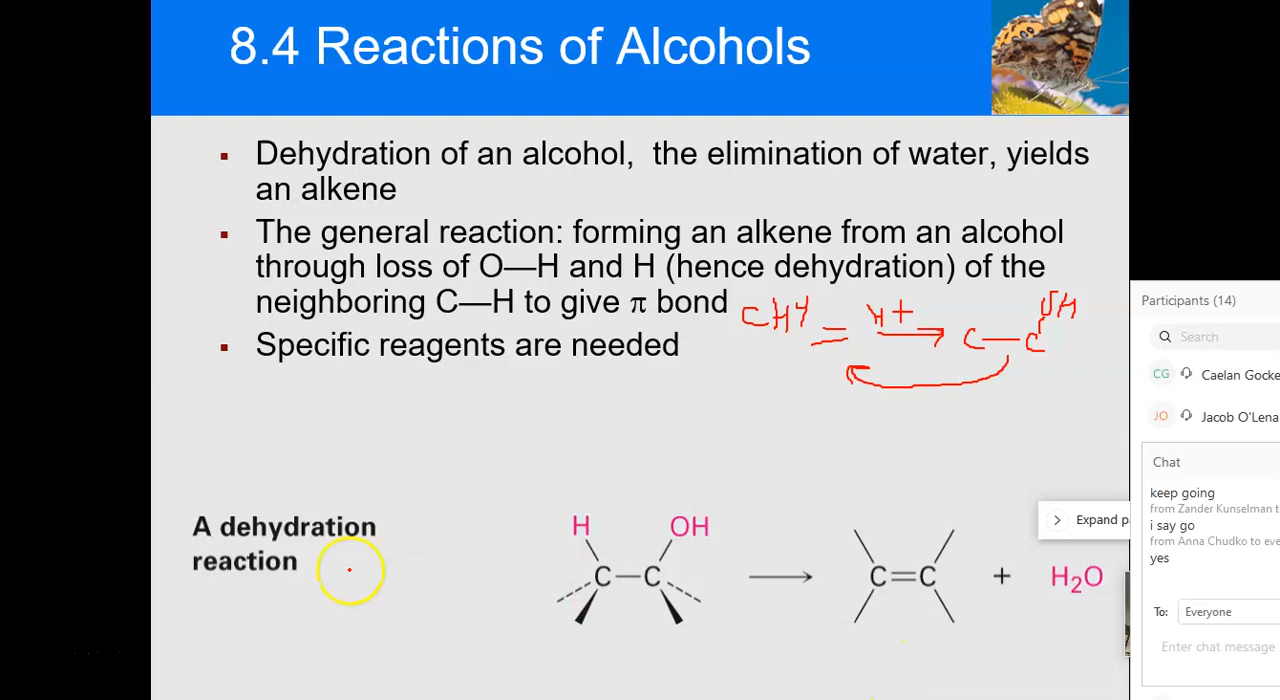 8.4 Reactions of Alcohols
▪ Dehydration of an alcohol,  the elimination of water, yields
an alkene
▪ The general reaction: forming an alkene from an alcohol
through loss of O—H and H (hence dehydration) of the
neighboring C—H to give π bond
▪ Specific reagents are needed
H+
C—C
OH
A dehydration
reaction
H OH
C—C ⟶ C=C + H₂O
Participants (14)
Search
CG Caelan Gocke
JO Jacob O'Lena
Chat
keep going
from Zander Kunselman t
i say go
from Anna Chudko to eve
yes
Expand p
To: Everyone
Enter chat message